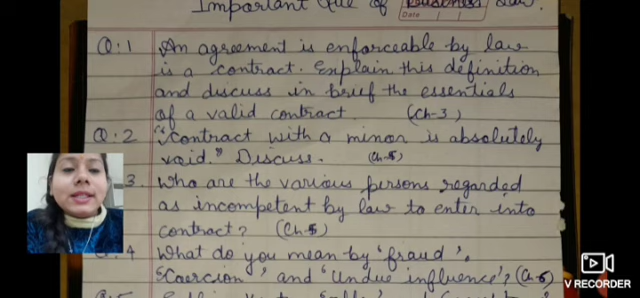 Important Que of Business Law.
Date
Q:1 An agreement is enforceable by law
is a contract. Explain this definition
and discuss in brief the essentials
of a valid contract. (Ch-3)
Q:2 "Contract with a minor is absolutely
void." Discuss. (Ch-5)
3. Who are the various persons regarded
as incompetent by law to enter into
contract? (Ch-5)
Q.4 What do you mean by 'fraud',
'Coercion' and 'Undue influence'? (Ch-6)
V RECORDER